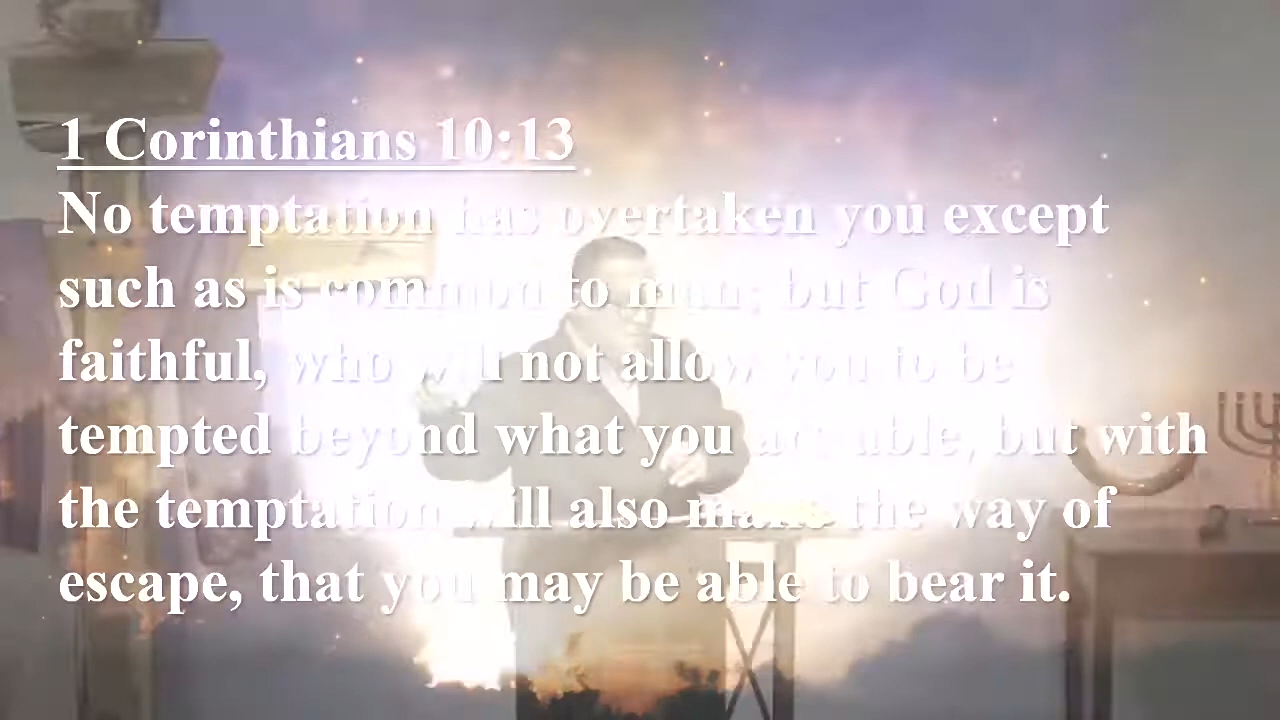 1 Corinthians 10:13
No temptation has overtaken you except
such as is common to man; but God is
faithful, who will not allow you to be
tempted beyond what you are able, but with
the temptation will also make the way of
escape, that you may be able to bear it.